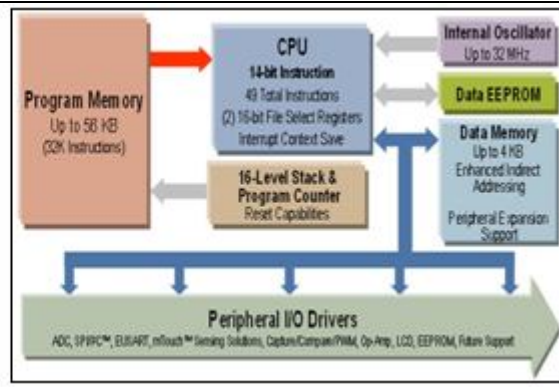 Program Memory
Up to 56 KB
(32K Instructions)
CPU
14-bit Instruction
49 Total Instructions
(2) 16-bit File Select Registers
Interrupt Context Save
Internal Oscillator
Up to 32 MHz
Data EEPROM
Data Memory
Up to 4 KB
Enhanced Indirect
Addressing
Peripheral Expansion
Support
16-Level Stack &
Program Counter
Reset Capabilities
Peripheral I/O Drivers
ADC, SPI/I²C™, EUSART, mTouch™ Sensing Solutions, Capture/Compare/PWM, Op-Amp, LCD, EEPROM, Future Support